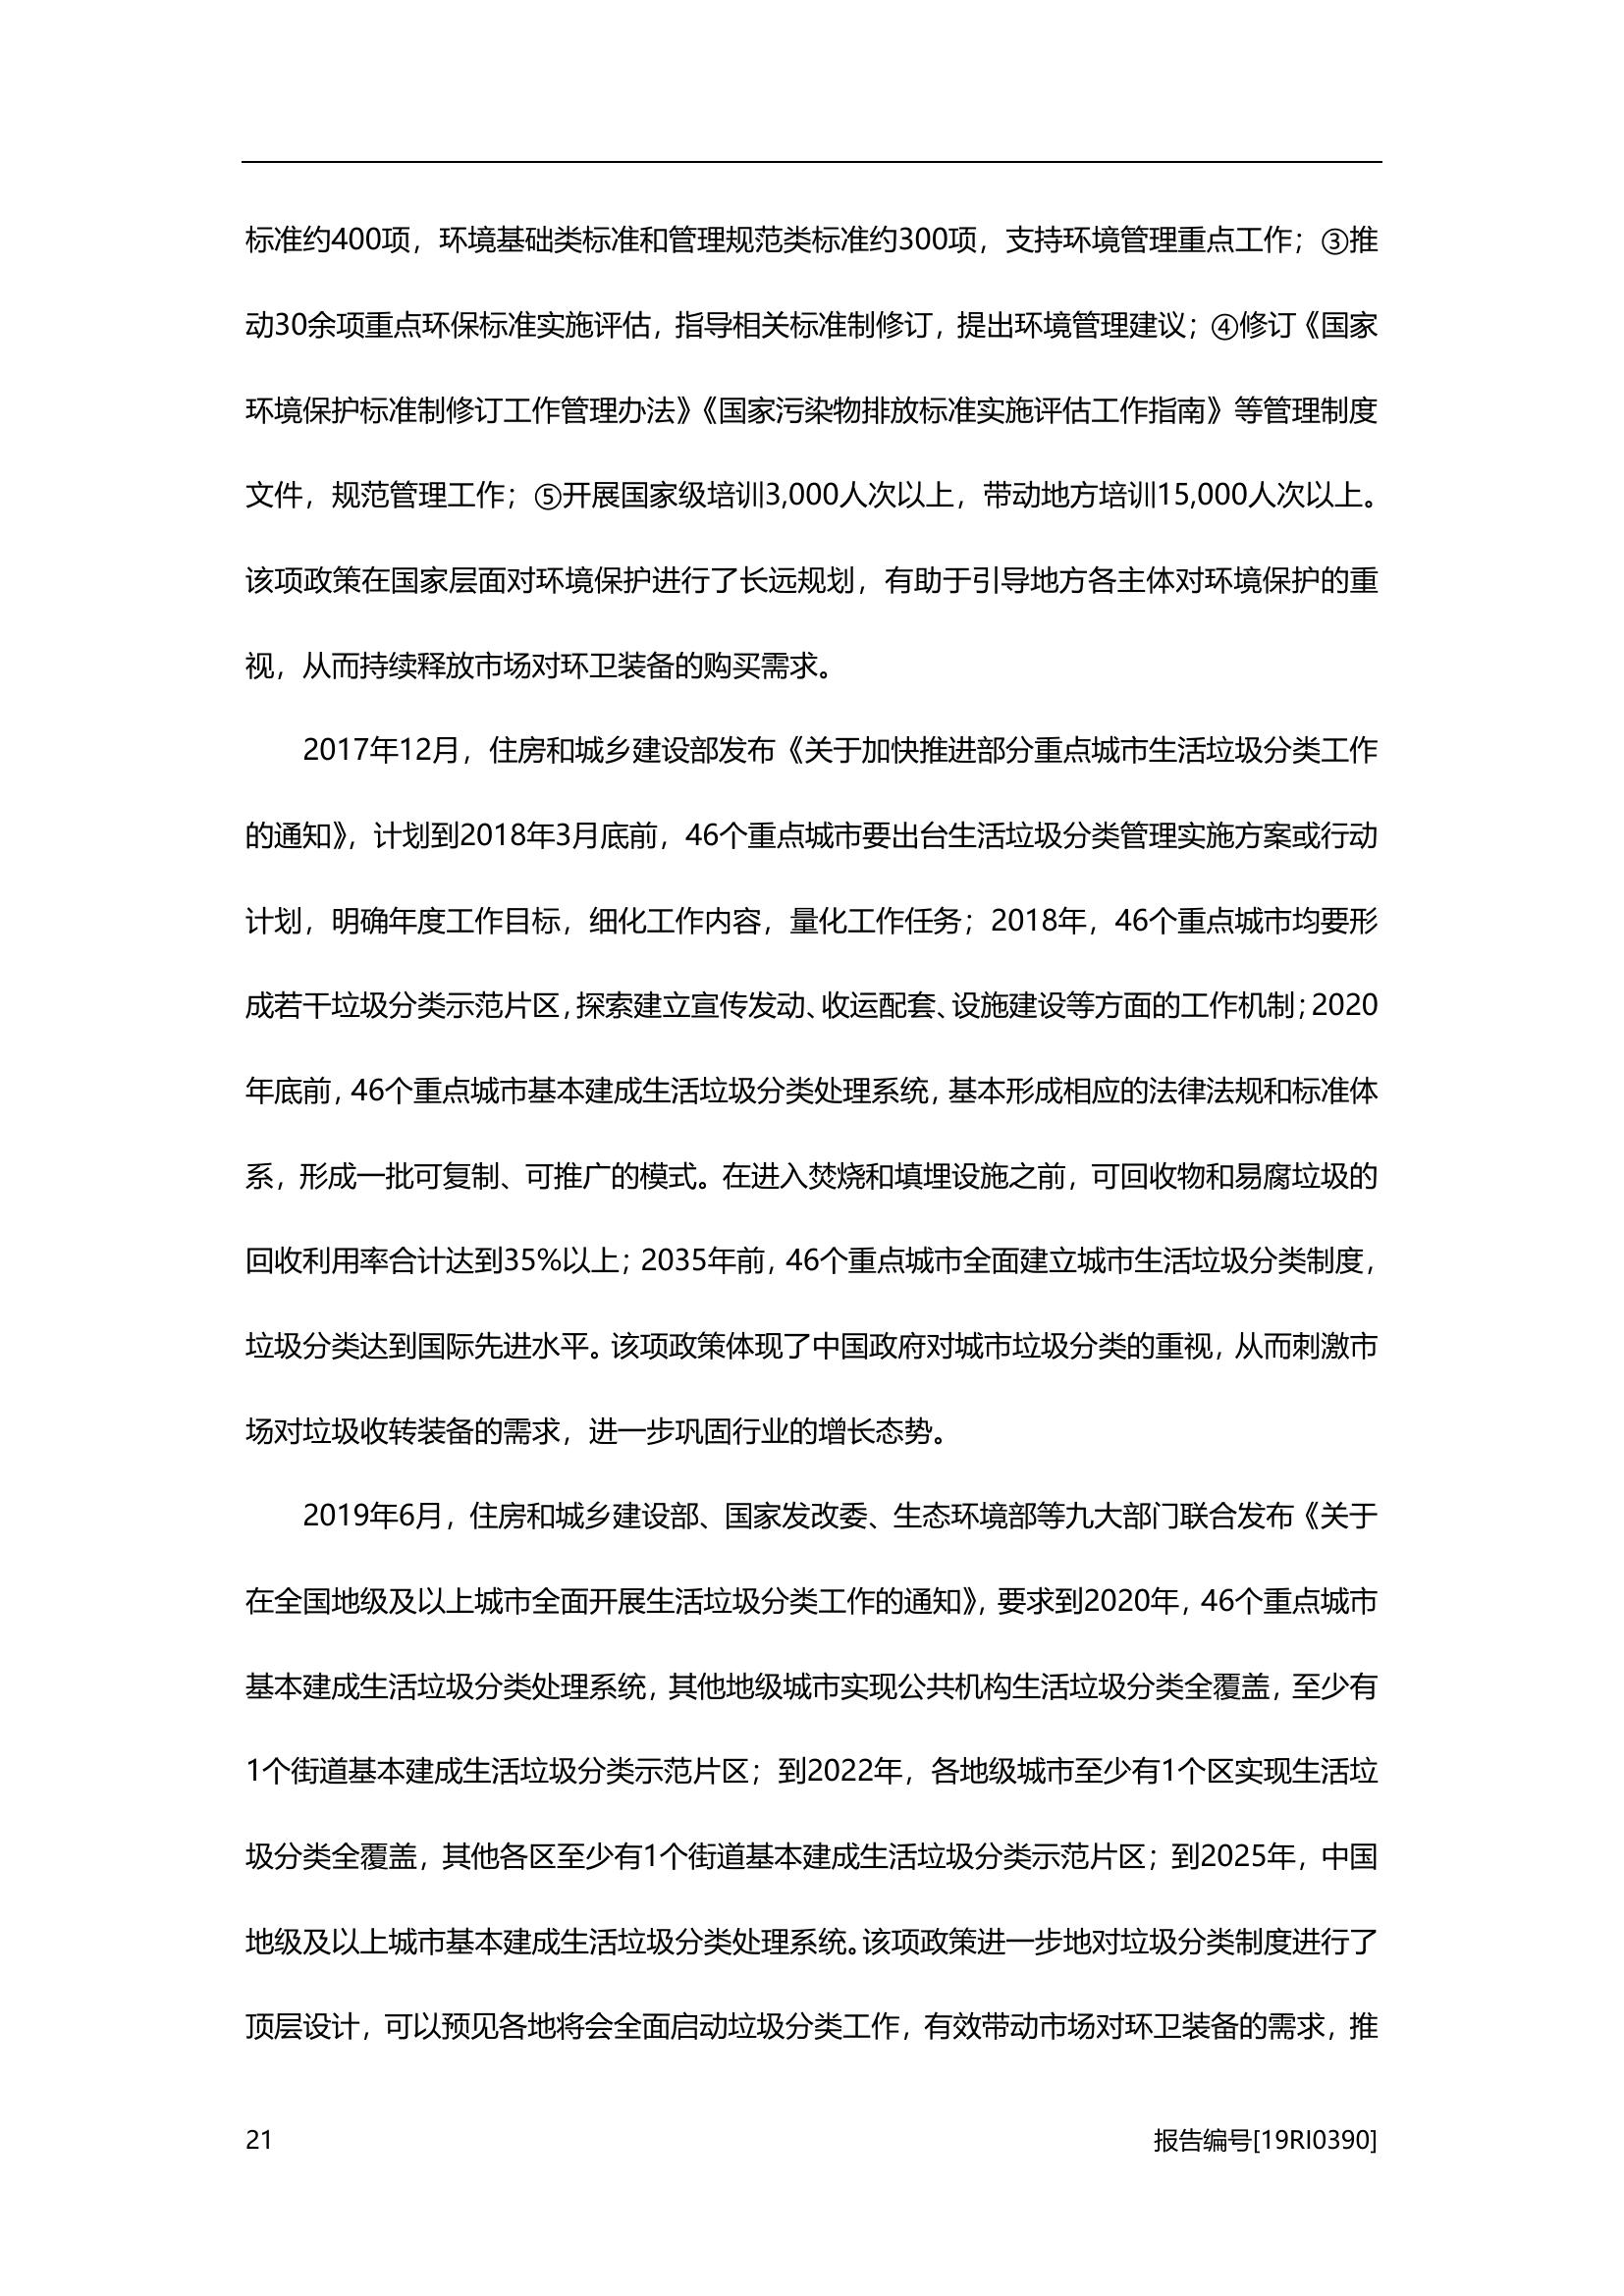 标准约400项，环境基础类标准和管理规范类标准约300项，支持环境管理重点工作；③推
动30余项重点环保标准实施评估，指导相关标准制修订，提出环境管理建议；④修订《国家
环境保护标准制修订工作管理办法》《国家污染物排放标准实施评估工作指南》等管理制度
文件，规范管理工作；⑤开展国家级培训3,000人次以上，带动地方培训15,000人次以上。
该项政策在国家层面对环境保护进行了长远规划，有助于引导地方各主体对环境保护的重
视，从而持续释放市场对环卫装备的购买需求。
2017年12月，住房和城乡建设部发布《关于加快推进部分重点城市生活垃圾分类工作
的通知》，计划到2018年3月底前，46个重点城市要出台生活垃圾分类管理实施方案或行动
计划，明确年度工作目标，细化工作内容，量化工作任务；2018年，46个重点城市均要形
成若干垃圾分类示范片区，探索建立宣传发动、收运配套、设施建设等方面的工作机制；2020
年底前，46个重点城市基本建成生活垃圾分类处理系统，基本形成相应的法律法规和标准体
系，形成一批可复制、可推广的模式。在进入焚烧和填埋设施之前，可回收物和易腐垃圾的
回收利用率合计达到35%以上；2035年前，46个重点城市全面建立城市生活垃圾分类制度，
垃圾分类达到国际先进水平。该项政策体现了中国政府对城市垃圾分类的重视，从而刺激市
场对垃圾收转装备的需求，进一步巩固行业的增长态势。
2019年6月，住房和城乡建设部、国家发改委、生态环境部等九大部门联合发布《关于
在全国地级及以上城市全面开展生活垃圾分类工作的通知》，要求到2020年，46个重点城市
基本建成生活垃圾分类处理系统，其他地级城市实现公共机构生活垃圾分类全覆盖，至少有
1个街道基本建成生活垃圾分类示范片区；到2022年，各地级城市至少有1个区实现生活垃
圾分类全覆盖，其他各区至少有1个街道基本建成生活垃圾分类示范片区；到2025年，中国
地级及以上城市基本建成生活垃圾分类处理系统。该项政策进一步地对垃圾分类制度进行了
顶层设计，可以预见各地将会全面启动垃圾分类工作，有效带动市场对环卫装备的需求，推
21
报告编号[19RI0390]